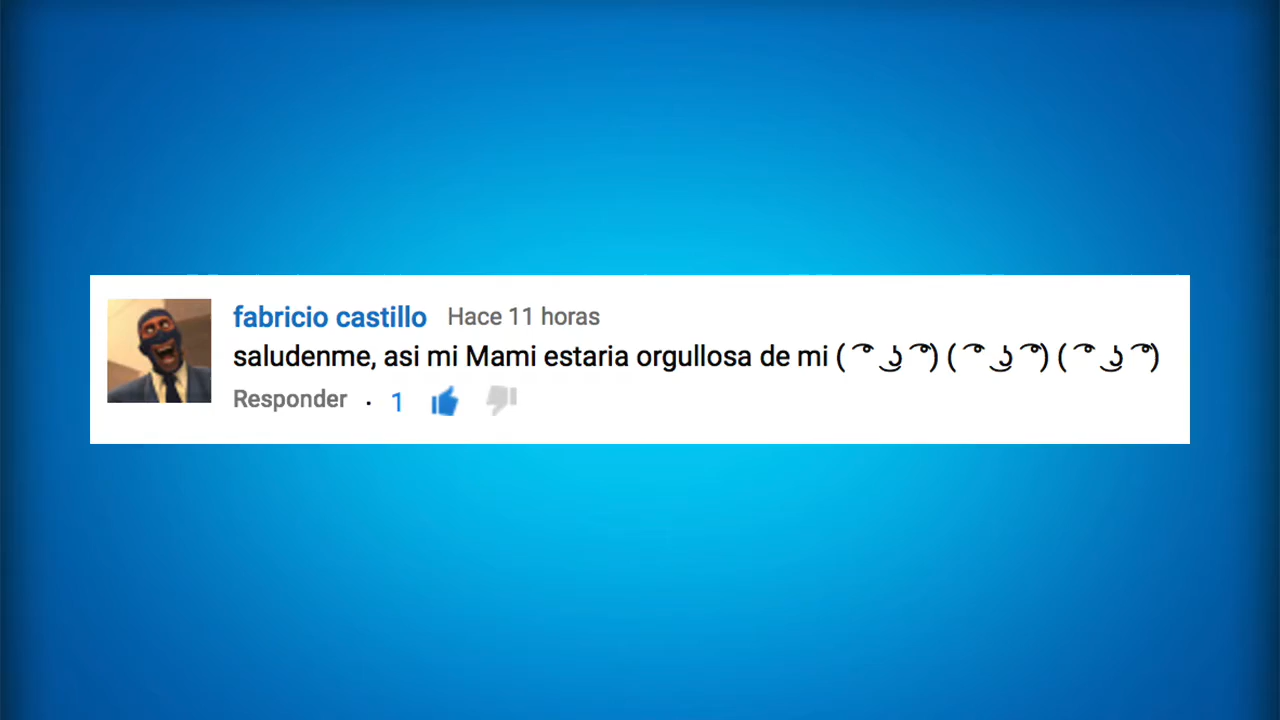 fabricio castillo Hace 11 horas
saludenme, asi mi Mami estaria orgullosa de mi ( ͡° ͜ʖ ͡°) ( ͡° ͜ʖ ͡°) ( ͡° ͜ʖ ͡°)
Responder · 1